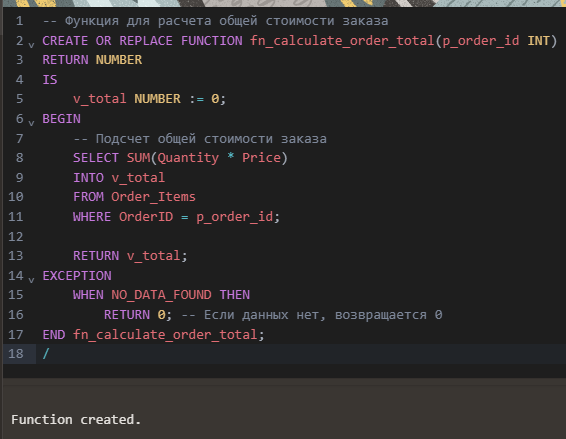 1 -- Функция для расчета общей стоимости заказа
2 CREATE OR REPLACE FUNCTION fn_calculate_order_total(p_order_id INT)
3 RETURN NUMBER
4 IS
5     v_total NUMBER := 0;
6 BEGIN
7     -- Подсчет общей стоимости заказа
8     SELECT SUM(Quantity * Price)
9     INTO v_total
10     FROM Order_Items
11     WHERE OrderID = p_order_id;
12
13     RETURN v_total;
14 EXCEPTION
15     WHEN NO_DATA_FOUND THEN
16         RETURN 0; -- Если данных нет, возвращается 0
17 END fn_calculate_order_total;
18 /
Function created.